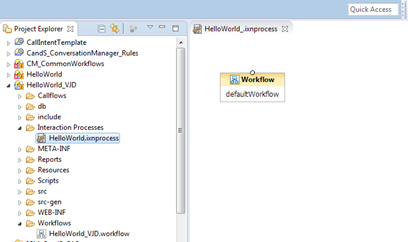 Quick Access
Project Explorer
HelloWorld_.ixnprocess
CallIntentTemplate
CandS_ConversationManager_Rules
CM_CommonWorkflows
HelloWorld
HelloWorld_VJD
Callflows
db
include
Interaction Processes
HelloWorld.ixnprocess
META-INF
Reports
Resources
Scripts
src
src-gen
WEB-INF
Workflows
HelloWorld_VJD.workflow
Workflow
defaultWorkflow